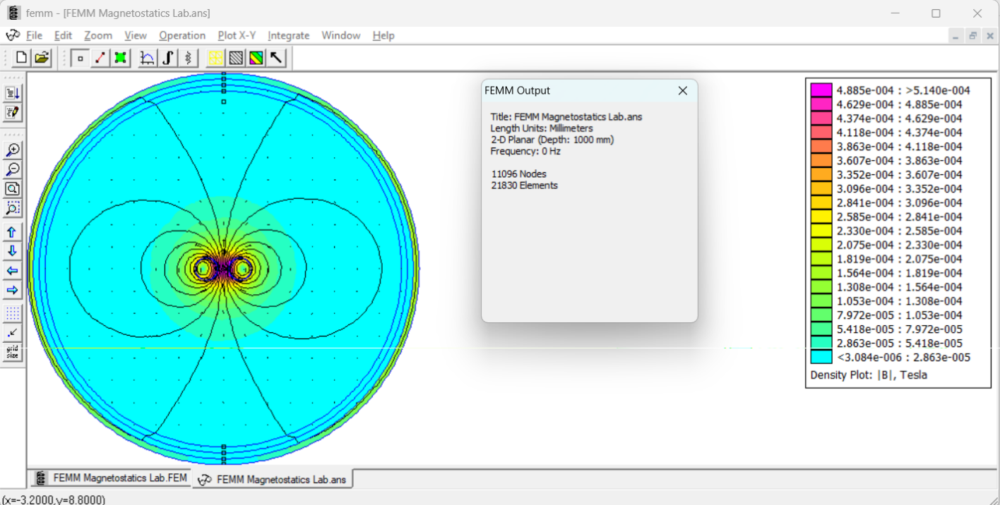 femm - [FEMM Magnetostatics Lab.ans]
File Edit Zoom View Operation Plot X-Y Integrate Window Help
FEMM Output
Title: FEMM Magnetostatics Lab.ans
Length Units: Millimeters
2-D Planar (Depth: 1000 mm)
Frequency: 0 Hz
11096 Nodes
21830 Elements
4.885e-004 : >5.140e-004
4.629e-004 : 4.885e-004
4.374e-004 : 4.629e-004
4.118e-004 : 4.374e-004
3.863e-004 : 4.118e-004
3.607e-004 : 3.863e-004
3.352e-004 : 3.607e-004
3.096e-004 : 3.352e-004
2.841e-004 : 3.096e-004
2.585e-004 : 2.841e-004
2.330e-004 : 2.585e-004
2.075e-004 : 2.330e-004
1.819e-004 : 2.075e-004
1.564e-004 : 1.819e-004
1.308e-004 : 1.564e-004
1.053e-004 : 1.308e-004
7.972e-005 : 1.053e-004
5.418e-005 : 7.972e-005
2.863e-005 : 5.418e-005
<3.084e-006 : 2.863e-005
Density Plot: |B|, Tesla
grid
size
FEMM Magnetostatics Lab.FEM
FEMM Magnetostatics Lab.ans
(x=-3.2000,y=8.8000)